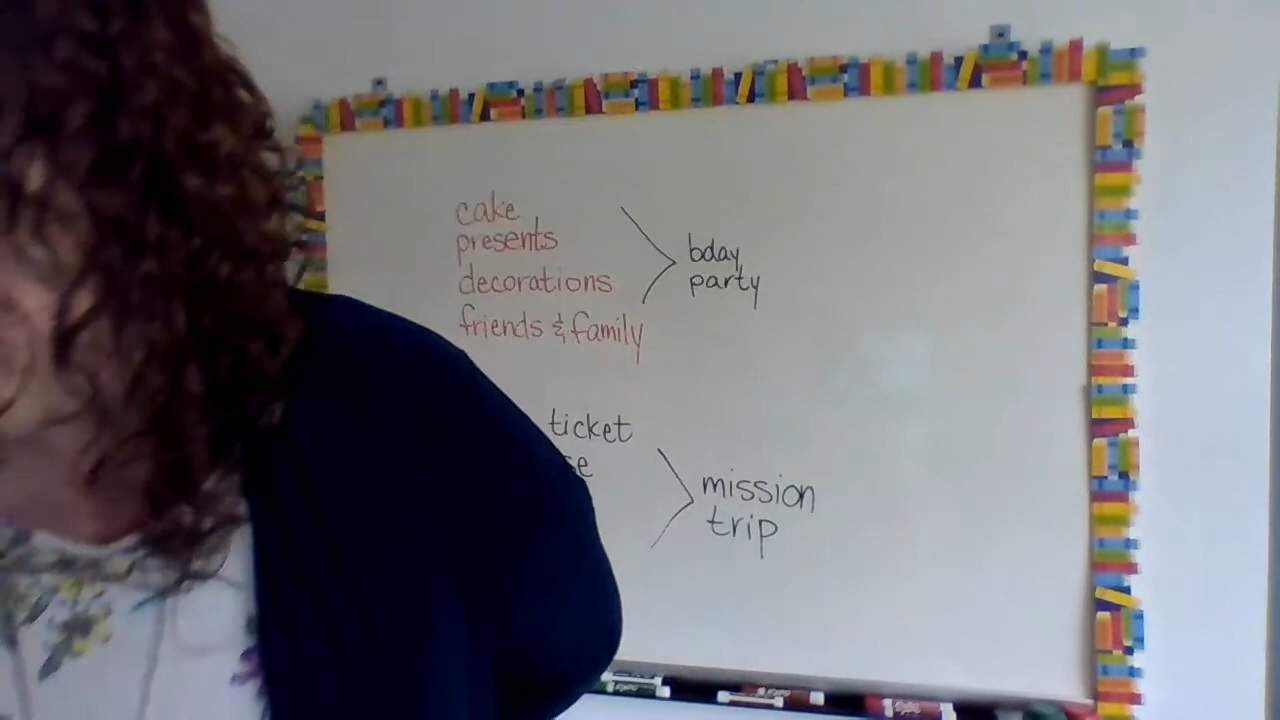 cake
presents
decorations
friends & family
bday
party
ticket
mission
trip